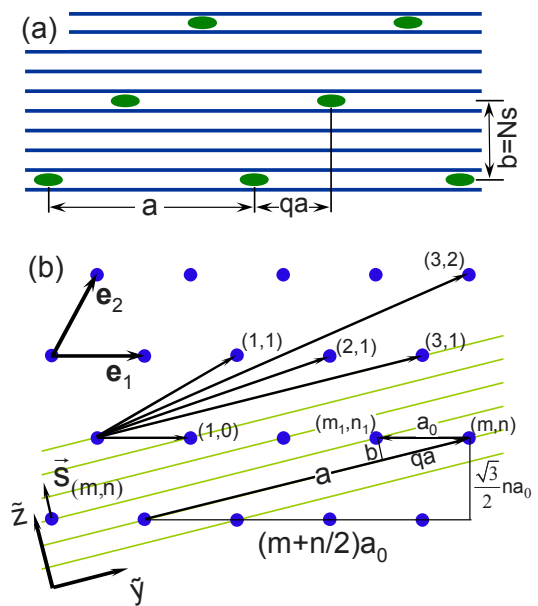 (a)
b=Ns
a
qa
(b)
(3,2)
e₂
(1,1)
(2,1)
(3,1)
e₁
(1,0)
(m₁,n₁)
a₀
(m,n)
b
qa
s⃗(m,n)
a
√3/2 na₀
z̃
(m+n/2)a₀
ỹ